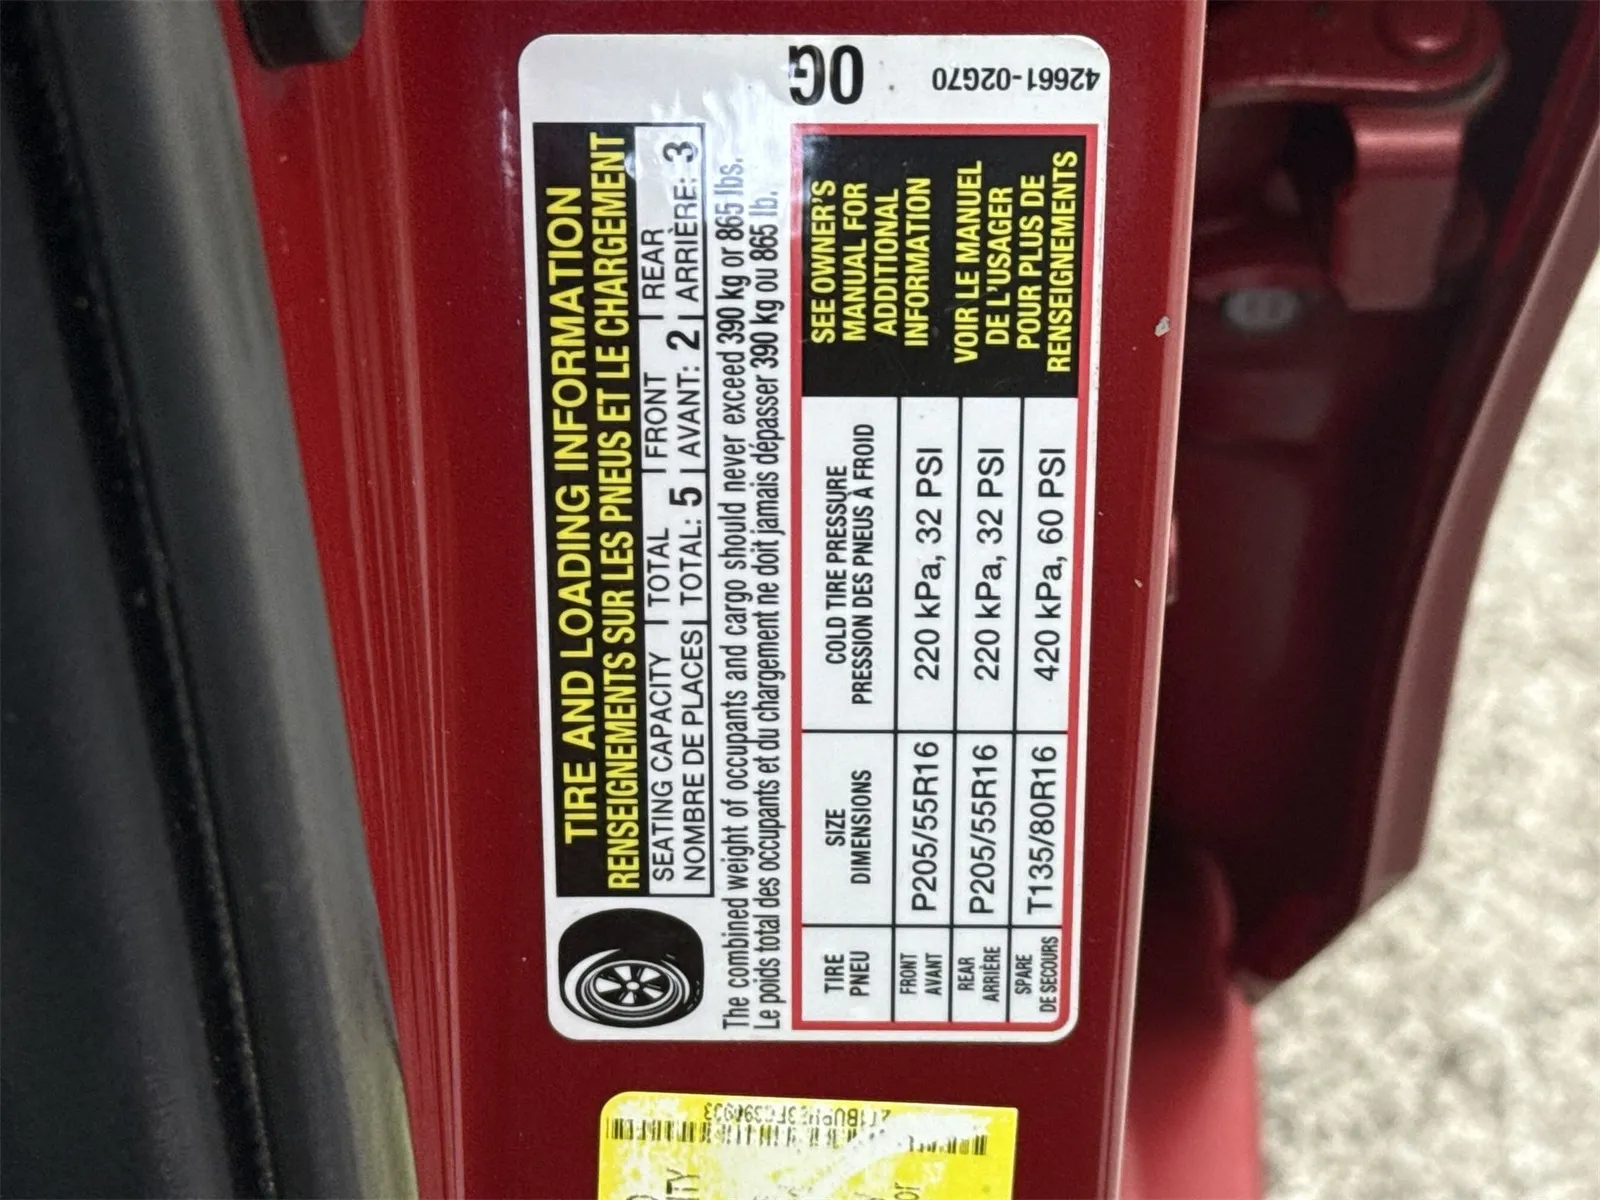 42661-02G70
0G
TIRE AND LOADING INFORMATION
RENSEIGNEMENTS SUR LES PNEUS ET LE CHARGEMENT
SEATING CAPACITY | TOTAL | FRONT | REAR
NOMBRE DE PLACES | TOTAL: 5 | AVANT: 2 | ARRIÈRE: 3
The combined weight of occupants and cargo should never exceed 390 kg or 865 lbs.
Le poids total des occupants et du chargement ne doit jamais dépasser 390 kg ou 865 lb.
TIRE
PNEU
SIZE
DIMENSIONS
COLD TIRE PRESSURE
PRESSION DES PNEUS À FROID
FRONT
AVANT
P205/55R16
220 kPa, 32 PSI
REAR
ARRIÈRE
P205/55R16
220 kPa, 32 PSI
SPARE
DE SECOURS
T135/80R16
420 kPa, 60 PSI
SEE OWNER'S
MANUAL FOR
ADDITIONAL
INFORMATION
VOIR LE MANUEL
DE L'USAGER
POUR PLUS DE
RENSEIGNEMENTS